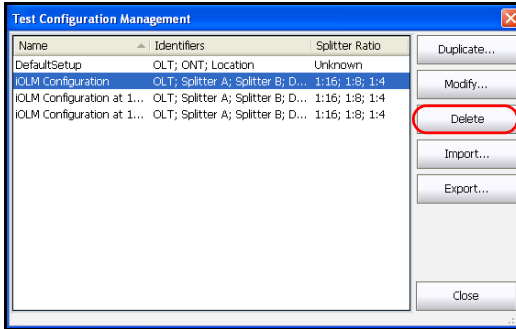 Test Configuration Management
Name Identifiers Splitter Ratio
DefaultSetup OLT; ONT; Location Unknown
iOLM Configuration OLT; Splitter A; Splitter B; D... 1:16; 1:8; 1:4
iOLM Configuration at 1... OLT; Splitter A; Splitter B; D... 1:16; 1:8; 1:4
iOLM Configuration at 1... OLT; Splitter A; Splitter B; D... 1:16; 1:8; 1:4
Duplicate...
Modify...
Delete
Import...
Export...
Close